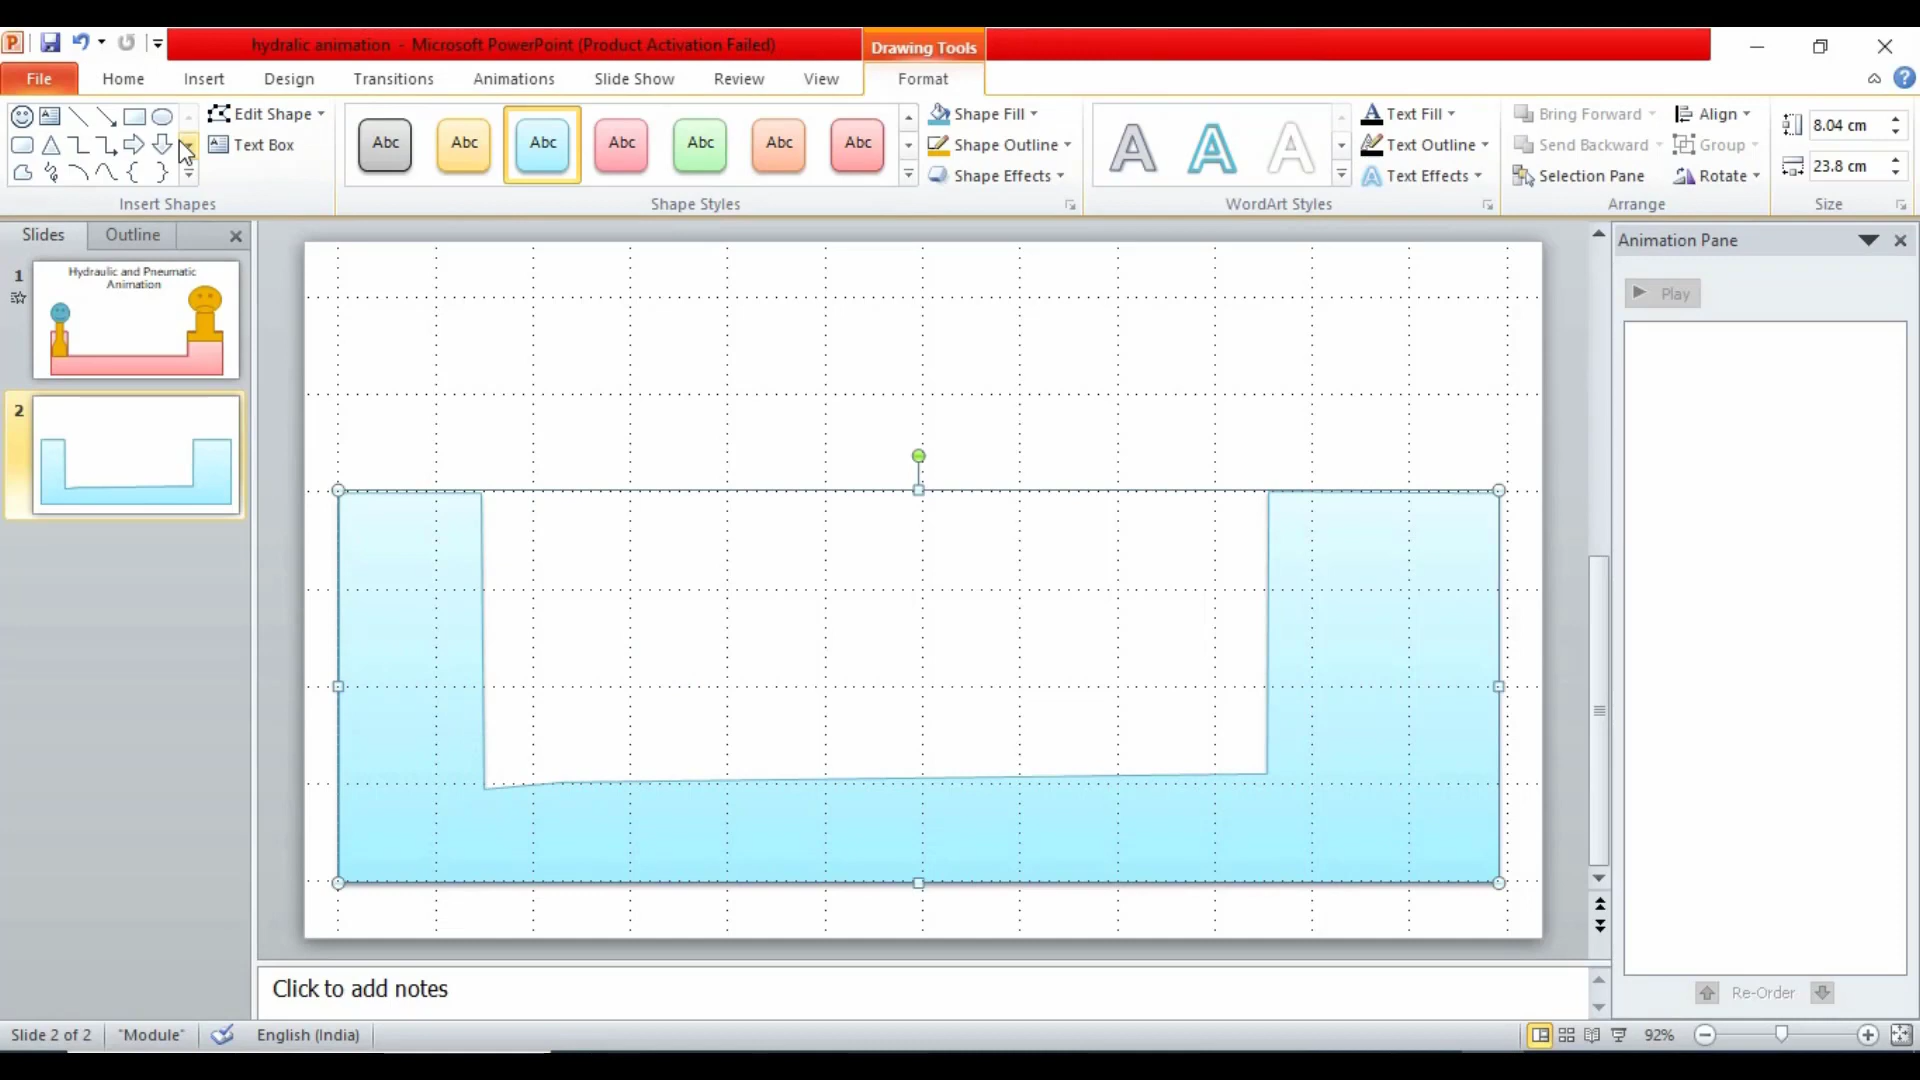 hydralic animation - Microsoft PowerPoint (Product Activation Failed)
Drawing Tools
File Home Insert Design Transitions Animations Slide Show Review View Format
Edit Shape
Text Box
Insert Shapes
Abc Abc Abc Abc Abc Abc Abc
Shape Styles
Shape Fill
Shape Outline
Shape Effects
WordArt Styles
Text Fill
Text Outline
Text Effects
Bring Forward
Send Backward
Selection Pane
Align
Group
Rotate
Arrange
8.04 cm
23.8 cm
Size
Slides Outline
1
Hydraulic and Pneumatic
Animation
2
Animation Pane
Play
Re-Order
Click to add notes
Slide 2 of 2 "Module" English (India) 92%